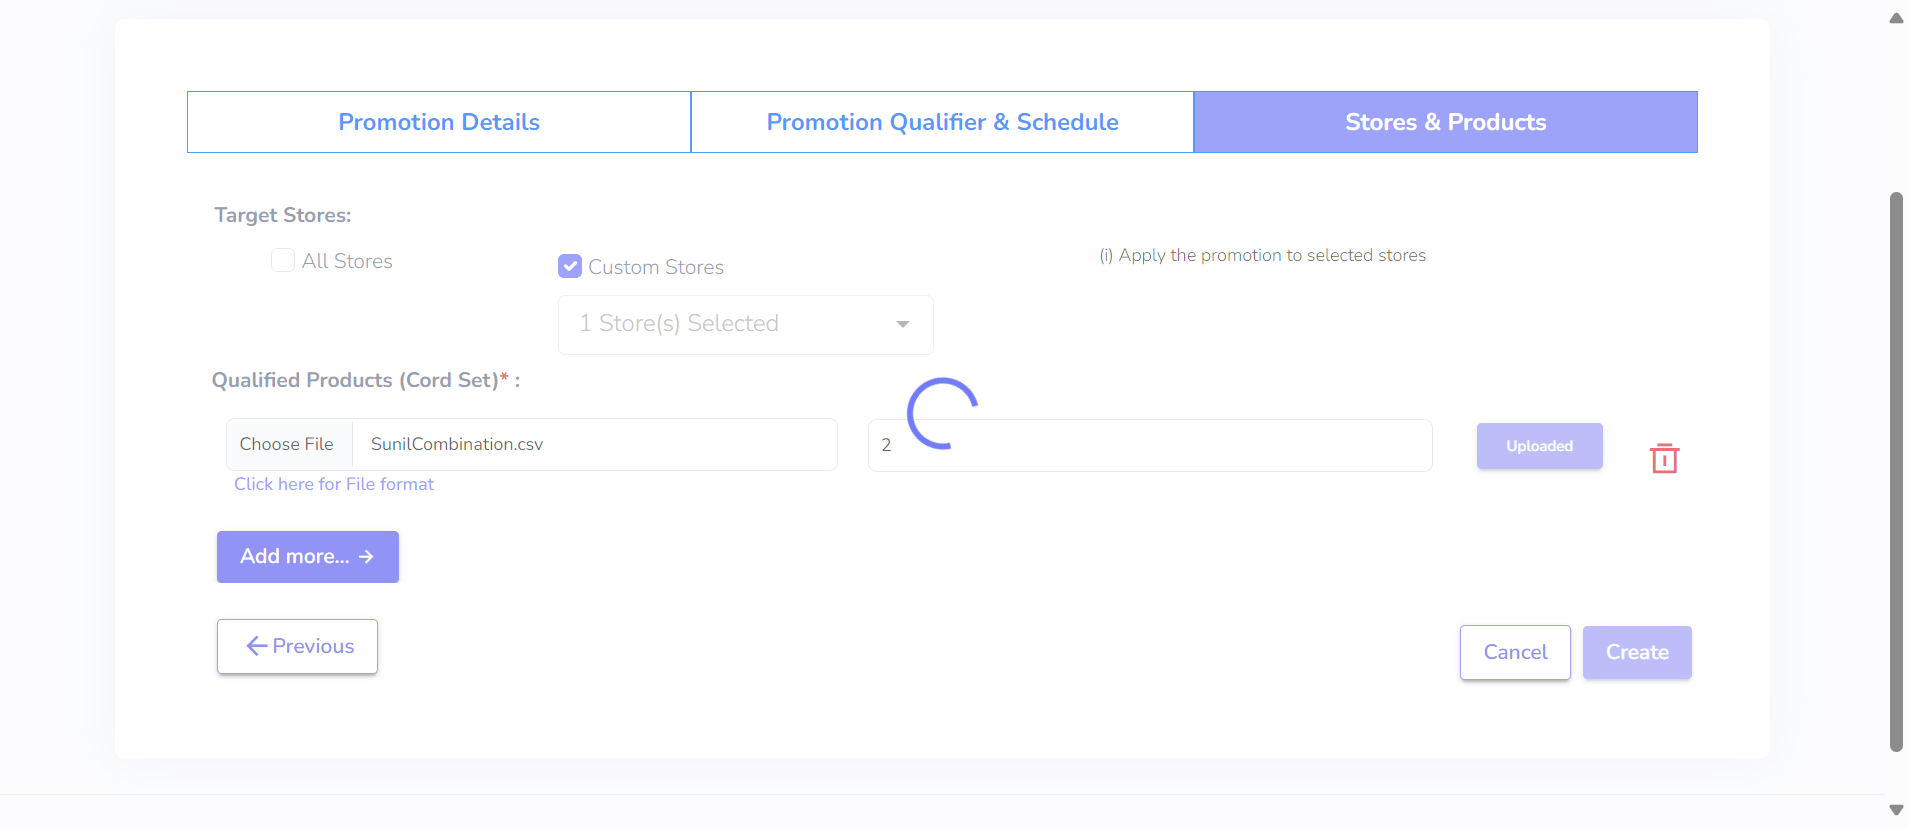 Promotion Details
Promotion Qualifier & Schedule
Stores & Products
Target Stores:
All Stores
Custom Stores
(i) Apply the promotion to selected stores
1 Store(s) Selected
Qualified Products (Cord Set)* :
Choose File SunilCombination.csv
2
Uploaded
Click here for File format
Add more... →
← Previous
Cancel
Create